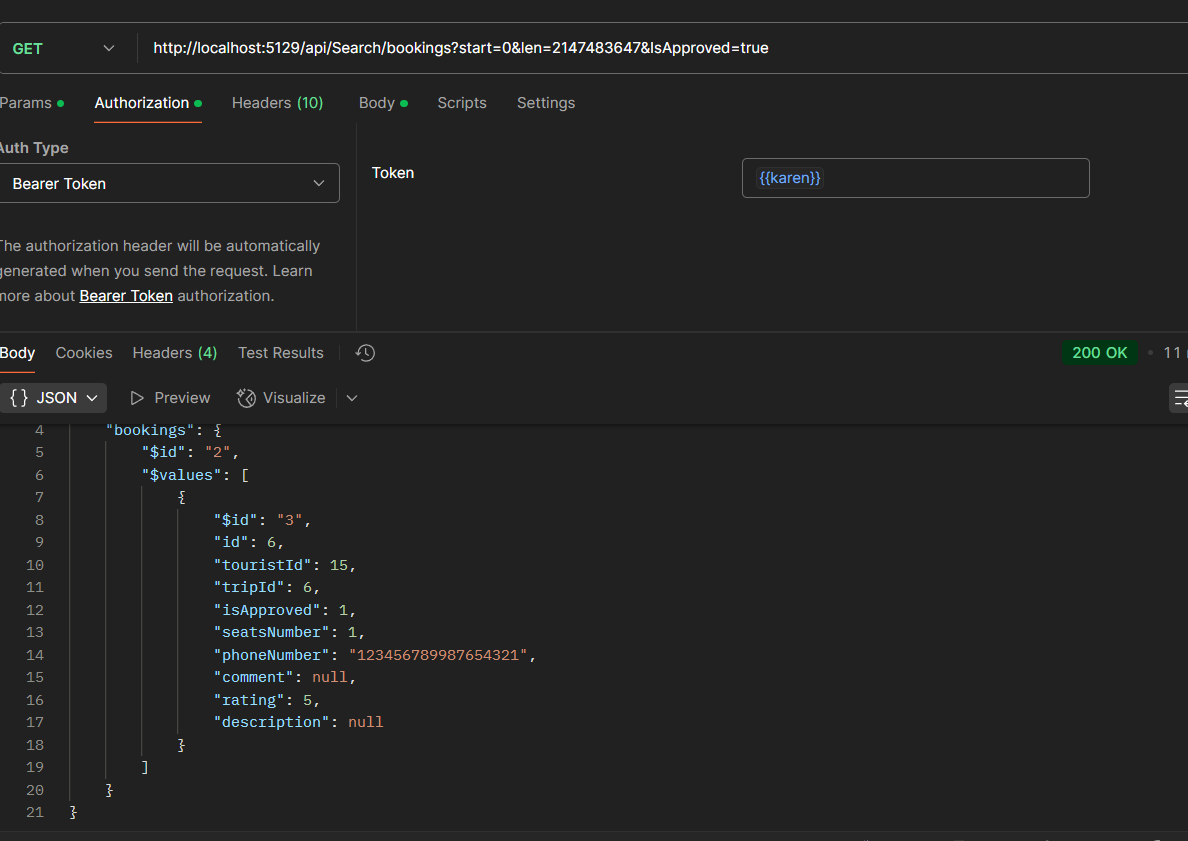 GET http://localhost:5129/api/Search/bookings?start=0&len=2147483647&IsApproved=true
Params Authorization Headers (10) Body Scripts Settings
Auth Type
Bearer Token
Token
{{karen}}
The authorization header will be automatically
generated when you send the request. Learn
more about Bearer Token authorization.
Body Cookies Headers (4) Test Results 200 OK 11
{} JSON Preview Visualize
4 "bookings": {
5 "$id": "2",
6 "$values": [
7 {
8 "$id": "3",
9 "id": 6,
10 "touristId": 15,
11 "tripId": 6,
12 "isApproved": 1,
13 "seatsNumber": 1,
14 "phoneNumber": "123456789987654321",
15 "comment": null,
16 "rating": 5,
17 "description": null
18 }
19 ]
20 }
21 }